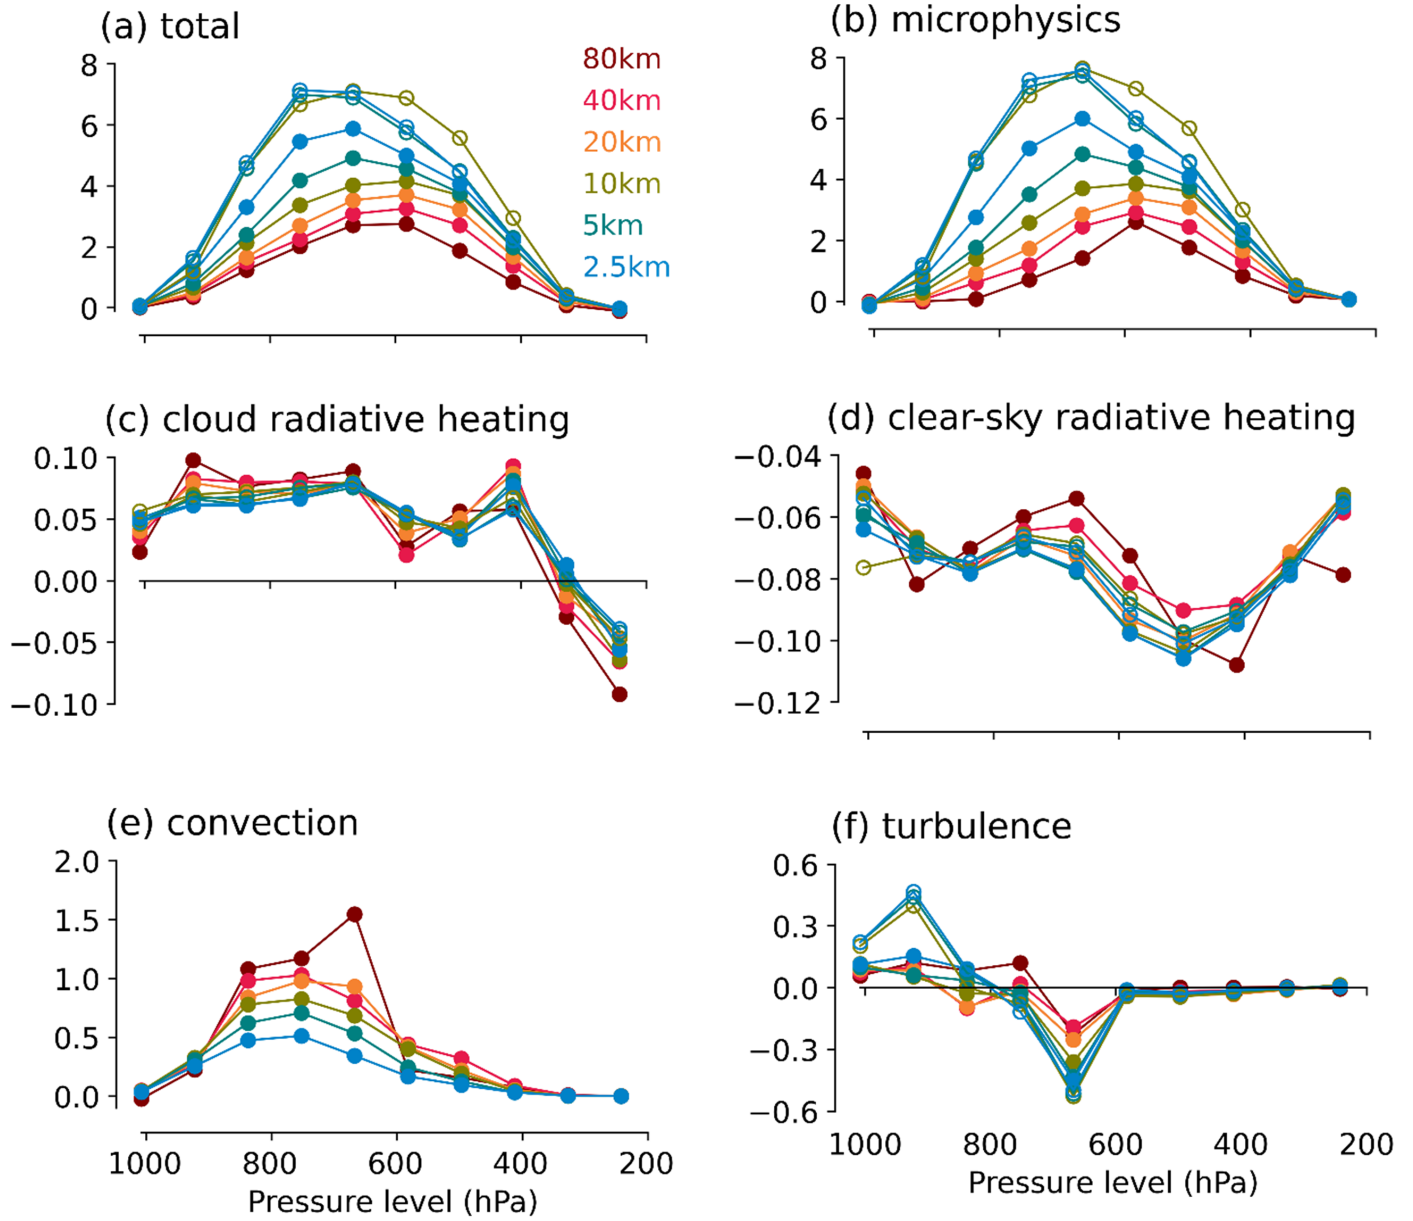 (a) total
8
6
4
2
0
80km
40km
20km
10km
5km
2.5km
(b) microphysics
8
6
4
2
0
(c) cloud radiative heating
0.10
0.05
0.00
−0.05
−0.10
(d) clear-sky radiative heating
−0.04
−0.06
−0.08
−0.10
−0.12
(e) convection
2.0
1.5
1.0
0.5
0.0
1000 800 600 400 200
Pressure level (hPa)
(f) turbulence
0.6
0.3
0.0
−0.3
−0.6
1000 800 600 400 200
Pressure level (hPa)